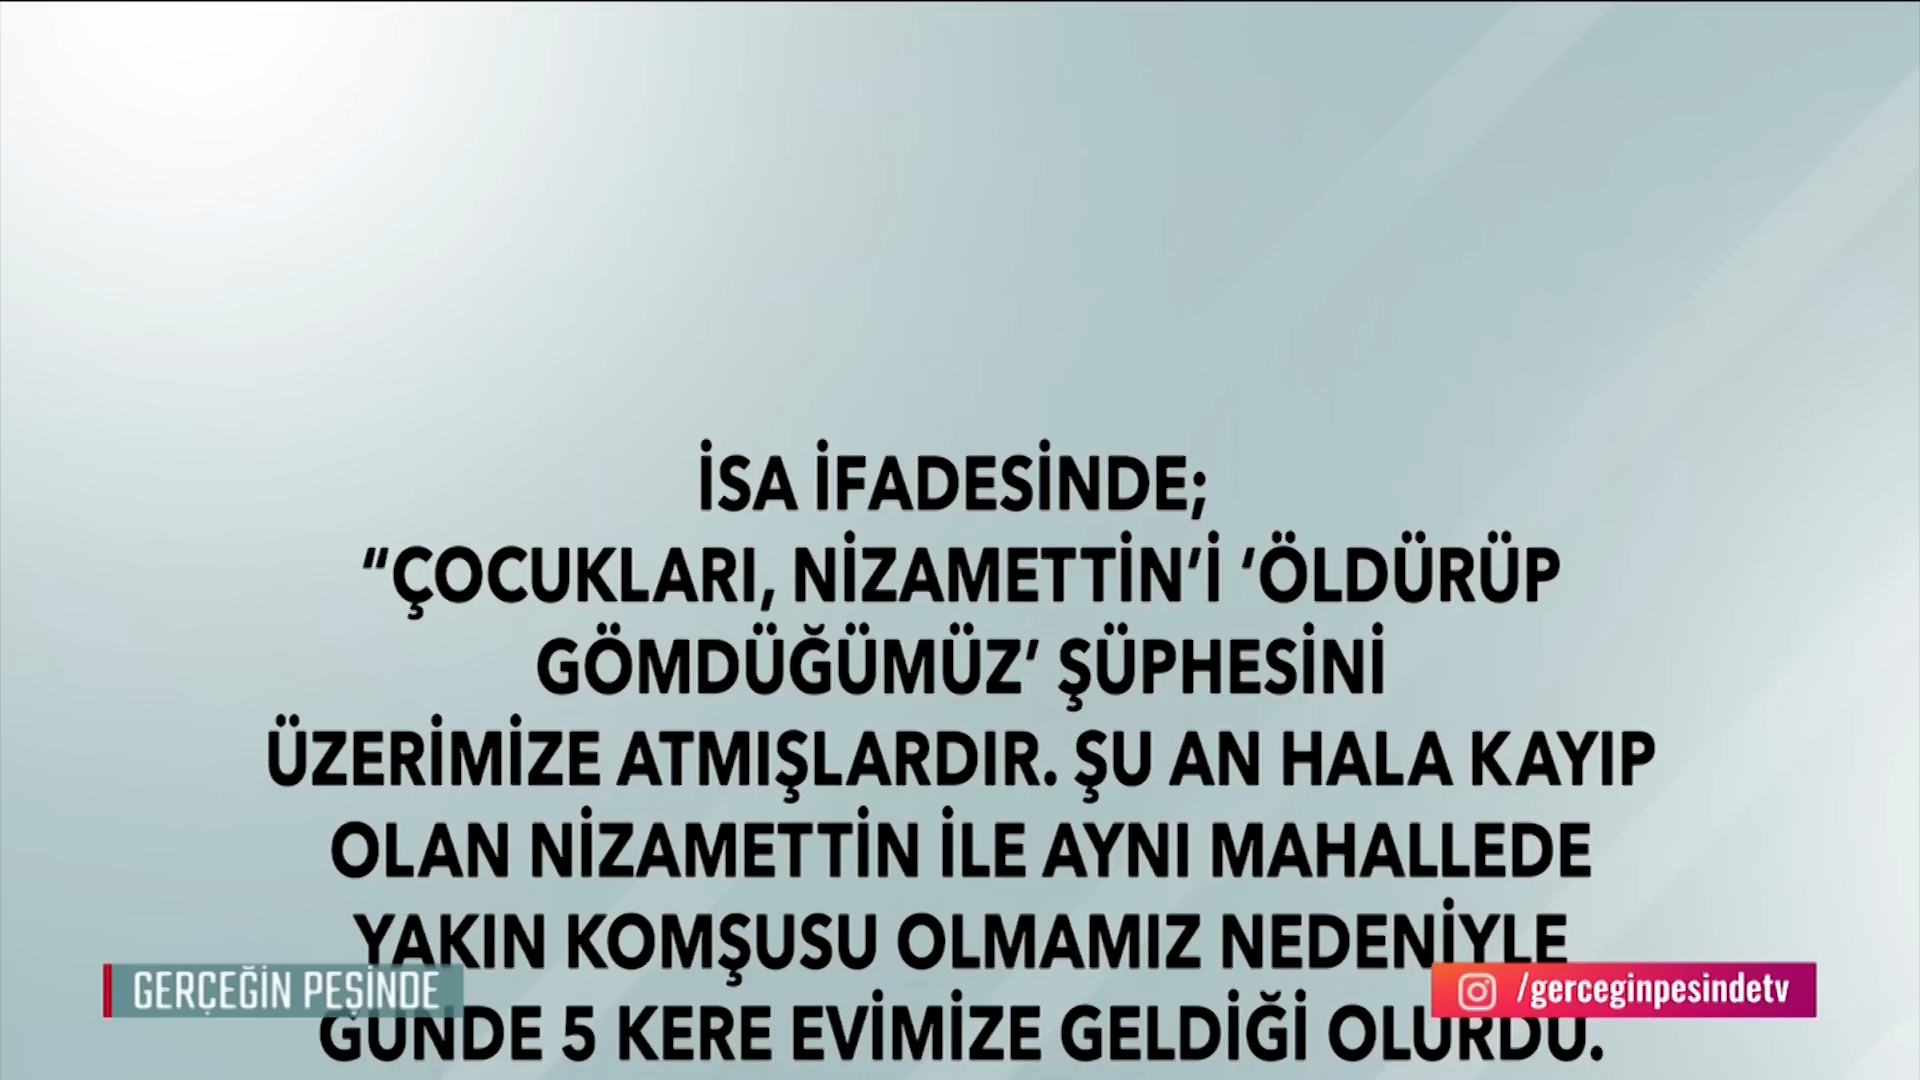 İSA İFADESİNDE;
“ÇOCUKLARI, NİZAMETTİN’İ ‘ÖLDÜRÜP
GÖMDÜĞÜMÜZ’ ŞÜPHESİNİ
ÜZERİMİZE ATMIŞLARDIR. ŞU AN HALA KAYIP
OLAN NİZAMETTİN İLE AYNI MAHALLEDE
YAKIN KOMŞUSU OLMAMIZ NEDENİYLE
GERÇEĞİN PEŞİNDE
/gerceginpesindetv
GÜNDE 5 KERE EVİMİZE GELDİĞİ OLURDU.